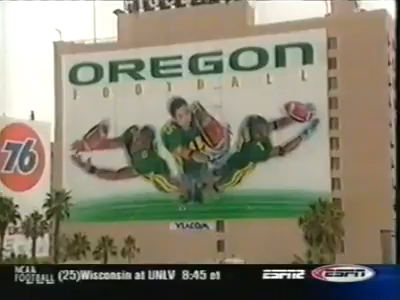 OREGON
FOOTBALL
76
VIACOM
NCAA
FOOTBALL
(25)Wisconsin at UNLV 8:45 et
ESPN2
ESPN